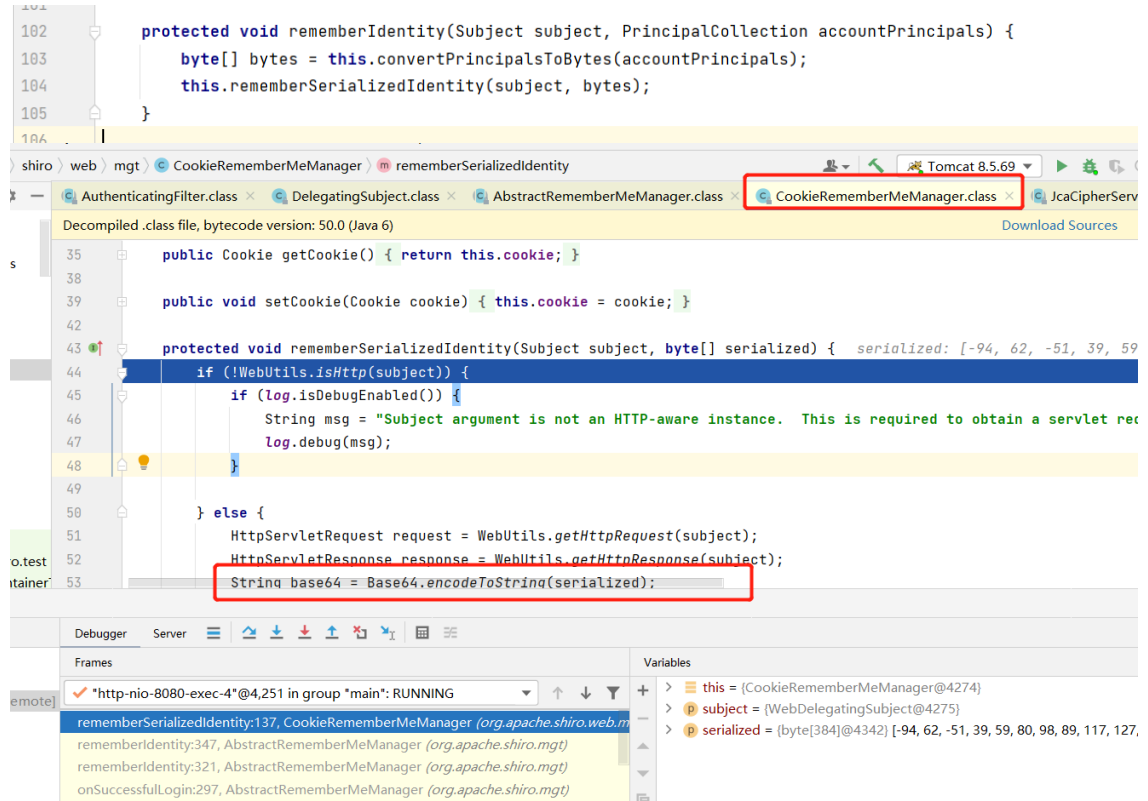 101
102 protected void rememberIdentity(Subject subject, PrincipalCollection accountPrincipals) {
103 byte[] bytes = this.convertPrincipalsToBytes(accountPrincipals);
104 this.rememberSerializedIdentity(subject, bytes);
105 }
106
shiro web mgt CookieRememberMeManager rememberSerializedIdentity Tomcat 8.5.69
AuthenticatingFilter.class DelegatingSubject.class AbstractRememberMeManager.class CookieRememberMeManager.class JcaCipherServ
Decompiled .class file, bytecode version: 50.0 (Java 6) Download Sources
s
35 public Cookie getCookie() { return this.cookie; }
38
39 public void setCookie(Cookie cookie) { this.cookie = cookie; }
42
43 protected void rememberSerializedIdentity(Subject subject, byte[] serialized) { serialized: [-94, 62, -51, 39, 59
44 if (!WebUtils.isHttp(subject)) {
45 if (log.isDebugEnabled()) {
46 String msg = "Subject argument is not an HTTP-aware instance.  This is required to obtain a servlet req
47 log.debug(msg);
48 }
49
50 } else {
51 HttpServletRequest request = WebUtils.getHttpRequest(subject);
o.test 52 HttpServletResponse response = WebUtils.getHttpResponse(subject);
ntainer 53 String base64 = Base64.encodeToString(serialized);
Debugger Server
Frames Variables
"http-nio-8080-exec-4"@4,251 in group "main": RUNNING
this = {CookieRememberMeManager@4274}
subject = {WebDelegatingSubject@4275}
serialized = {byte[384]@4342} [-94, 62, -51, 39, 59, 80, 98, 89, 117, 127,
emote]
rememberSerializedIdentity:137, CookieRememberMeManager (org.apache.shiro.web.m
rememberIdentity:347, AbstractRememberMeManager (org.apache.shiro.mgt)
rememberIdentity:321, AbstractRememberMeManager (org.apache.shiro.mgt)
onSuccessfulLogin:297, AbstractRememberMeManager (org.apache.shiro.mgt)